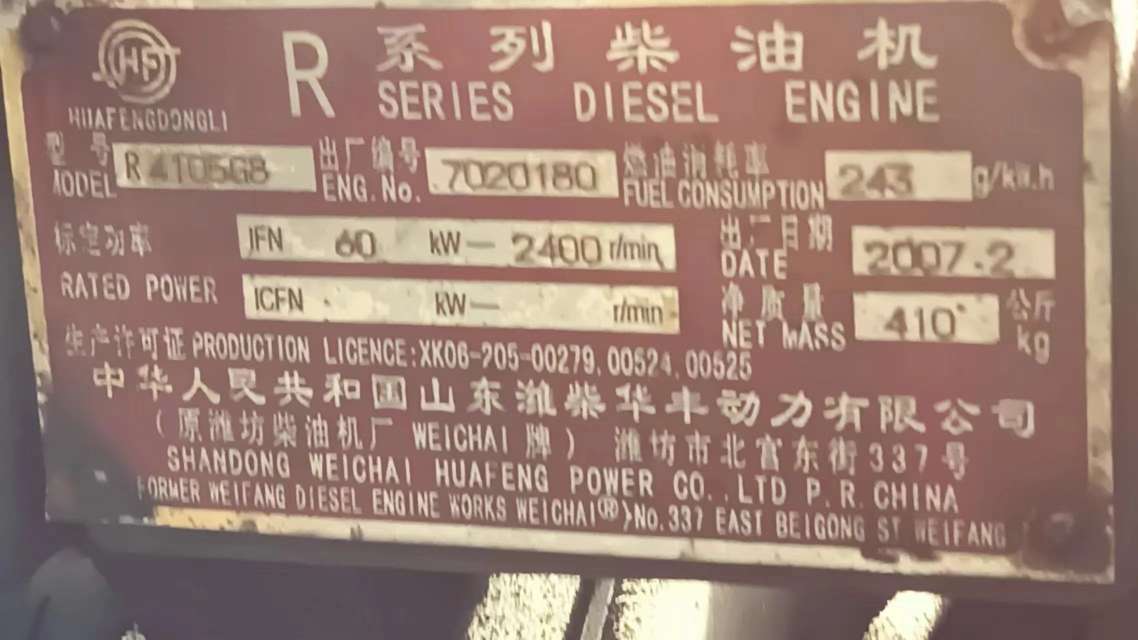 HF
HUAFENGDONGLI
R 系列柴油机
SERIES DIESEL ENGINE
型号 MODEL R4105G8 出厂编号 ENG.No. 7020180 燃油消耗率 FUEL CONSUMPTION 243 g/kW.h
标定功率 RATED POWER IFN 60 kW— 2400 r/min 出厂日期 DATE 2007.2
ICFN kW— r/min 净质量 NET MASS 410 公斤 kg
生产许可证 PRODUCTION LICENCE:XK06-205-00279.00524.00525
中华人民共和国山东潍柴华丰动力有限公司
(原潍坊柴油机厂 WEICHAI 牌) 潍坊市北宫东街337号
SHANDONG WEICHAI HUAFENG POWER CO.,LTD P.R.CHINA
FORMER WEIFANG DIESEL ENGINE WORKS WEICHAI®)No.337 EAST BEIGONG ST WEIFANG